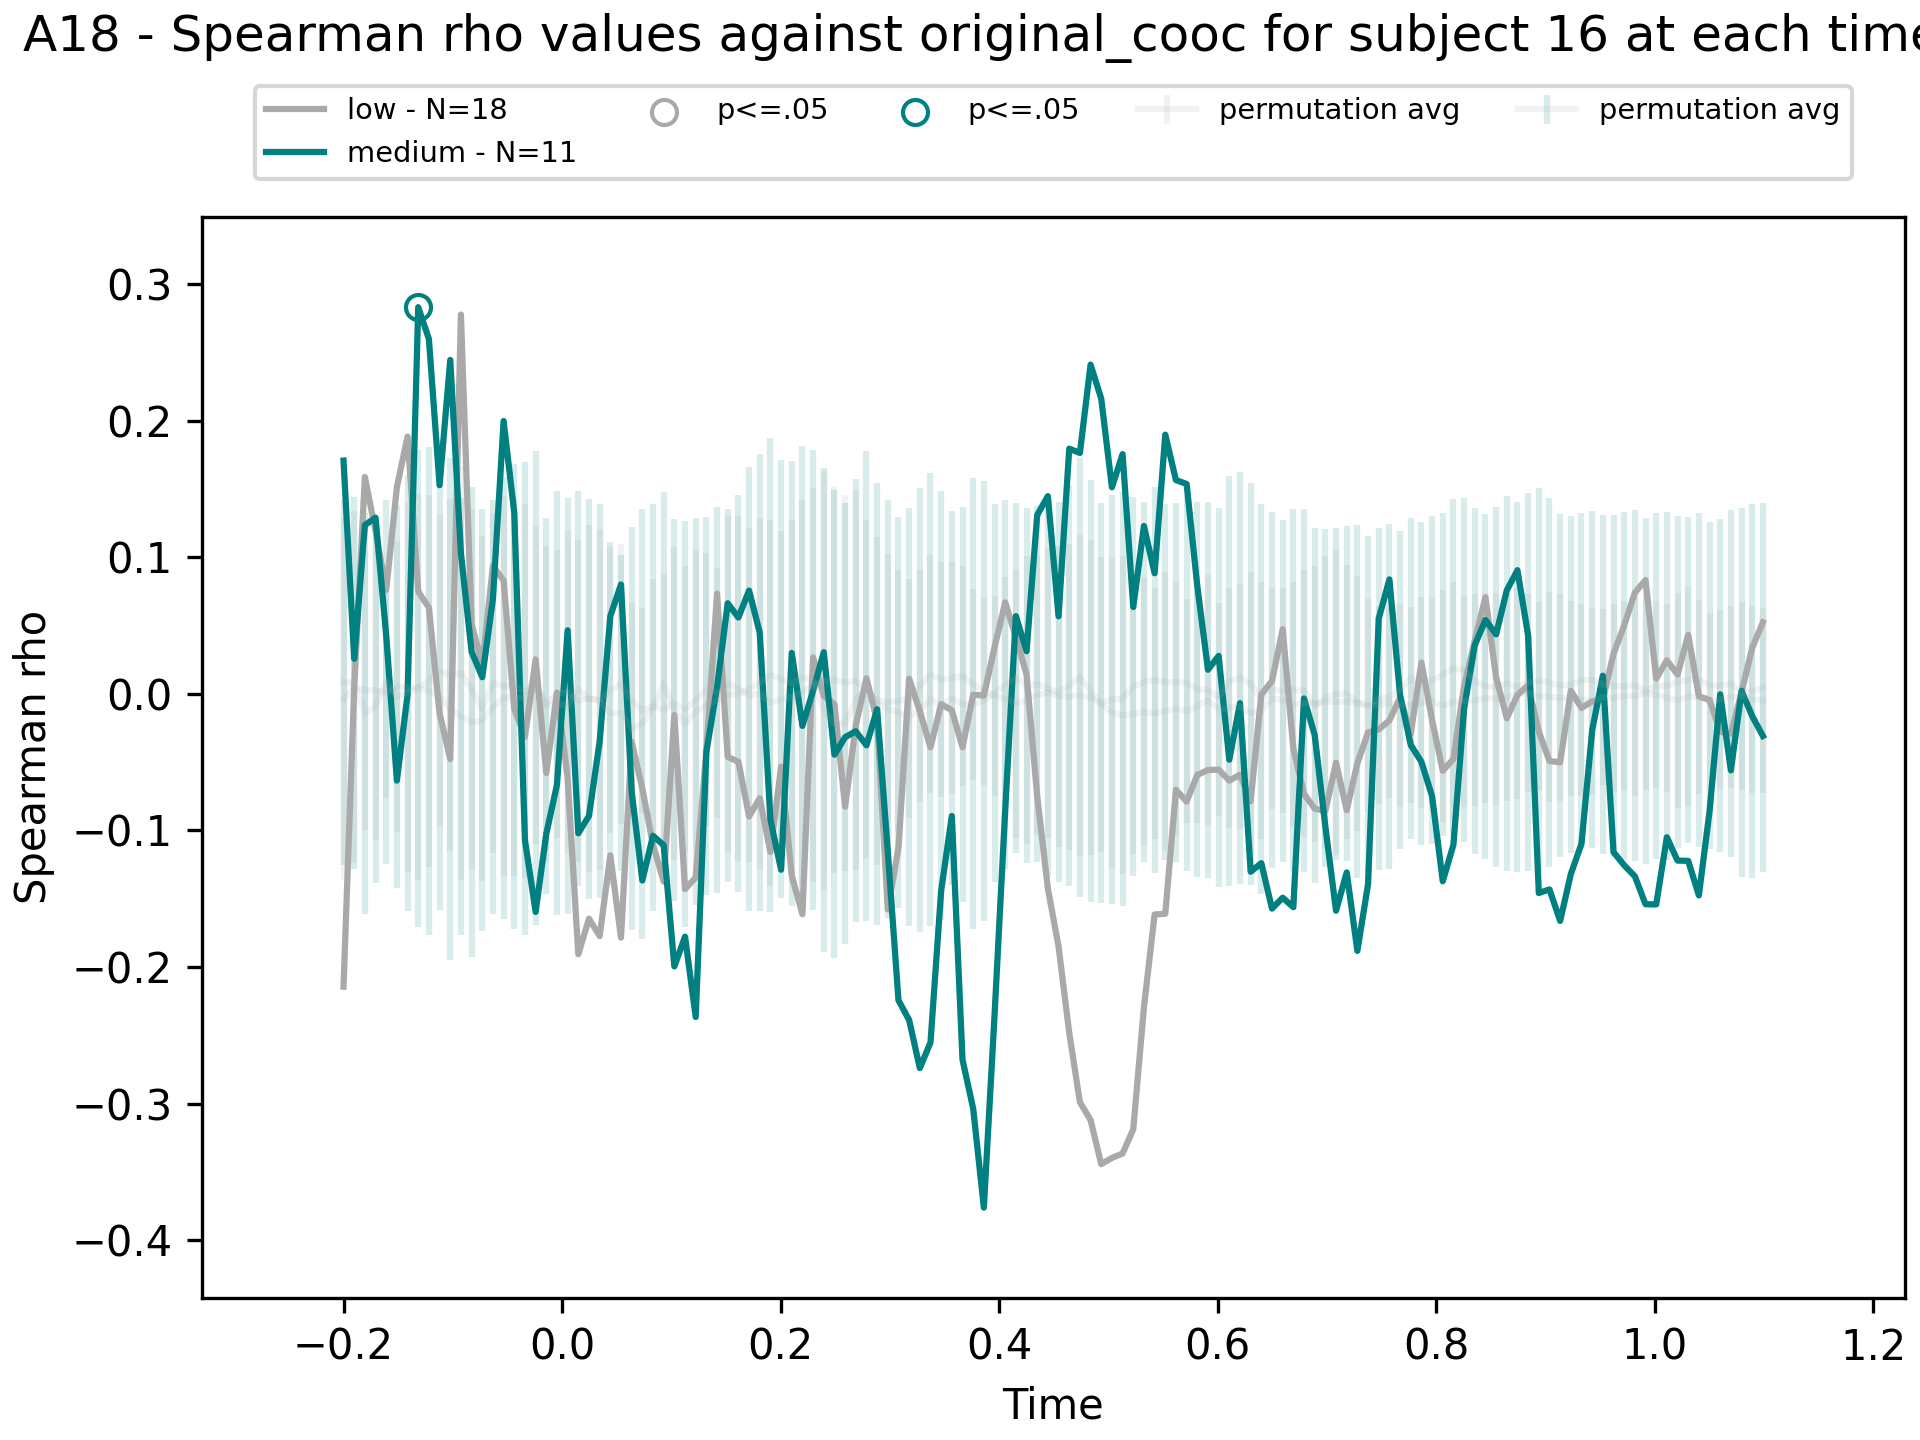 A18 - Spearman rho values against original_cooc for subject 16 at each time
low - N=18 p<=.05 p<=.05 permutation avg permutation avg
medium - N=11
0.3
0.2
0.1
0.0
−0.1
−0.2
−0.3
−0.4
Spearman rho
−0.2 0.0 0.2 0.4 0.6 0.8 1.0 1.2
Time